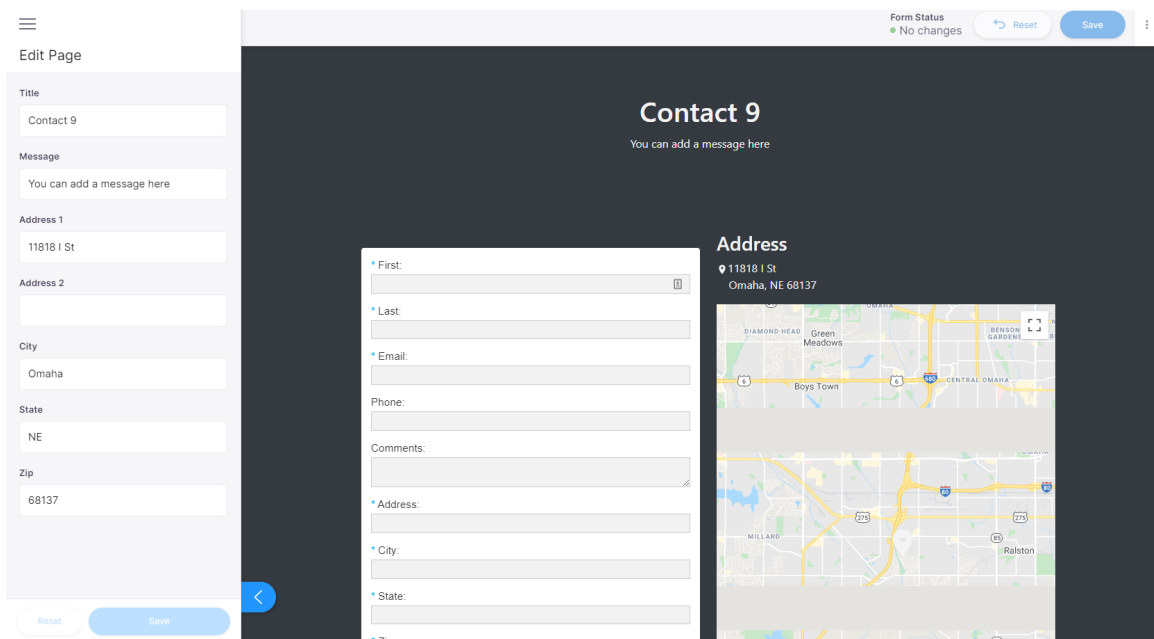 Form Status
No changes
Reset
Save
Edit Page
Title
Contact 9
Message
You can add a message here
Address 1
11818 I St
Address 2
City
Omaha
State
NE
Zip
68137
Reset
Save
Contact 9
You can add a message here
* First:
* Last:
* Email:
Phone:
Comments:
* Address:
* City:
* State:
Address
11818 I St
Omaha, NE 68137
OMAHA
DIAMOND HEAD
Green
Meadows
BENSON
GARDENS
6
Boys Town
6
680
CENTRAL OMAHA
80
80
275
275
MILLARD
85
Ralston